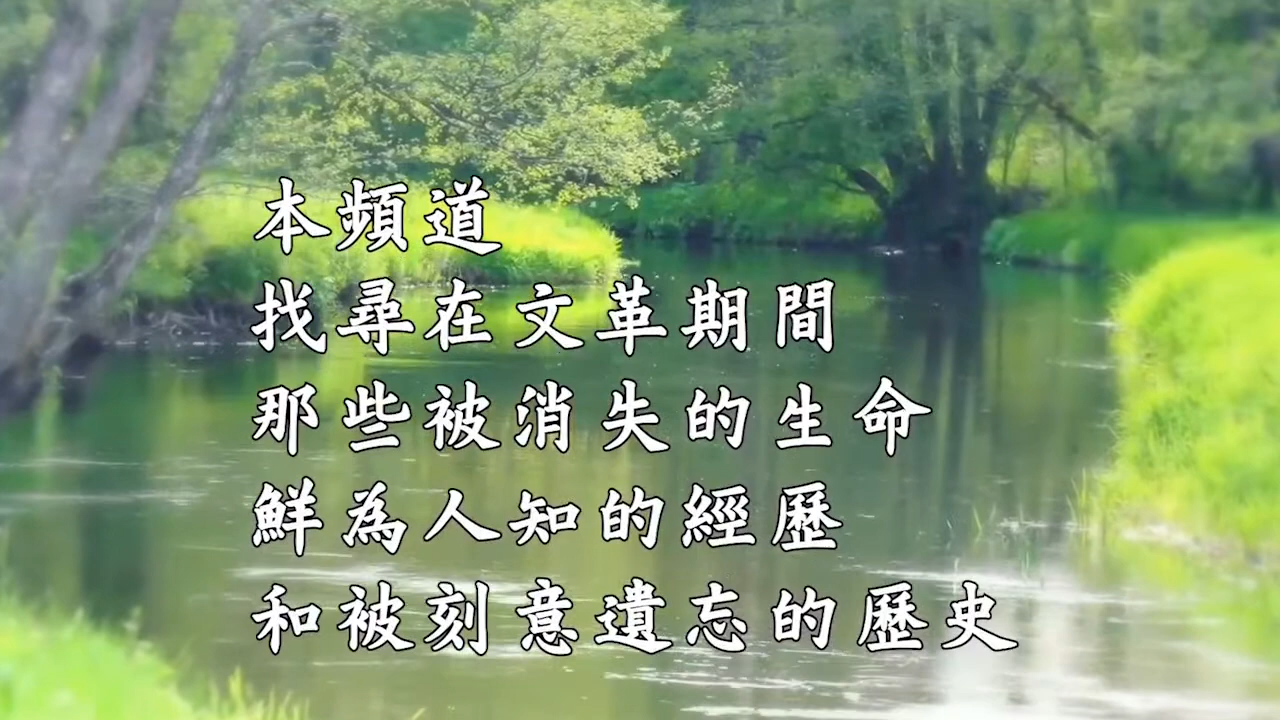 本頻道
找尋在文革期間
那些被消失的生命
鮮為人知的經歷
和被刻意遺忘的歷史